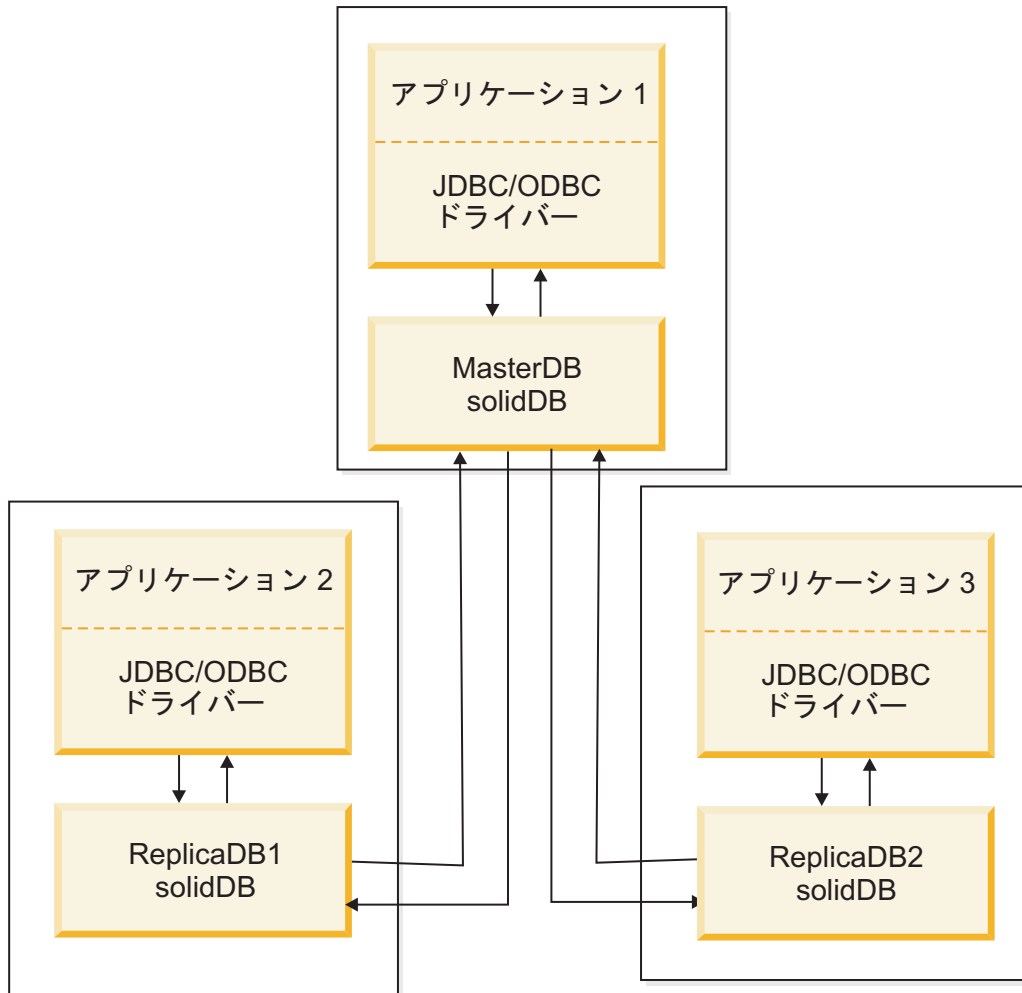 アプリケーション 1
JDBC/ODBC
ドライバー
MasterDB
solidDB
アプリケーション 2
JDBC/ODBC
ドライバー
ReplicaDB1
solidDB
アプリケーション 3
JDBC/ODBC
ドライバー
ReplicaDB2
solidDB